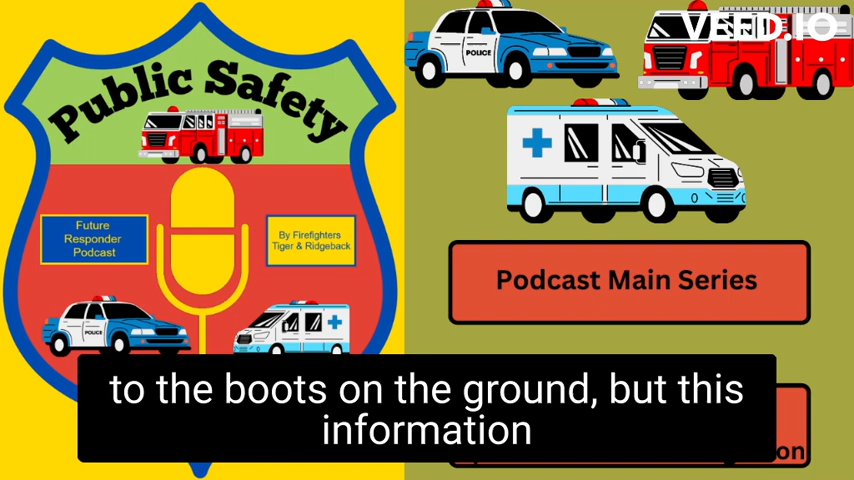 Public Safety
Future
Responder
Podcast
By Firefighters
Tiger & Ridgeback
POLICE
VEED.IO
POLICE
Podcast Main Series
on
to the boots on the ground, but this
information